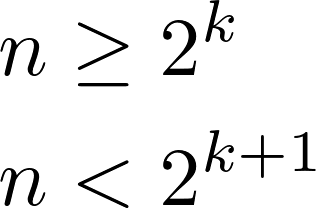 n ≥ 2^k
n < 2^{k+1}